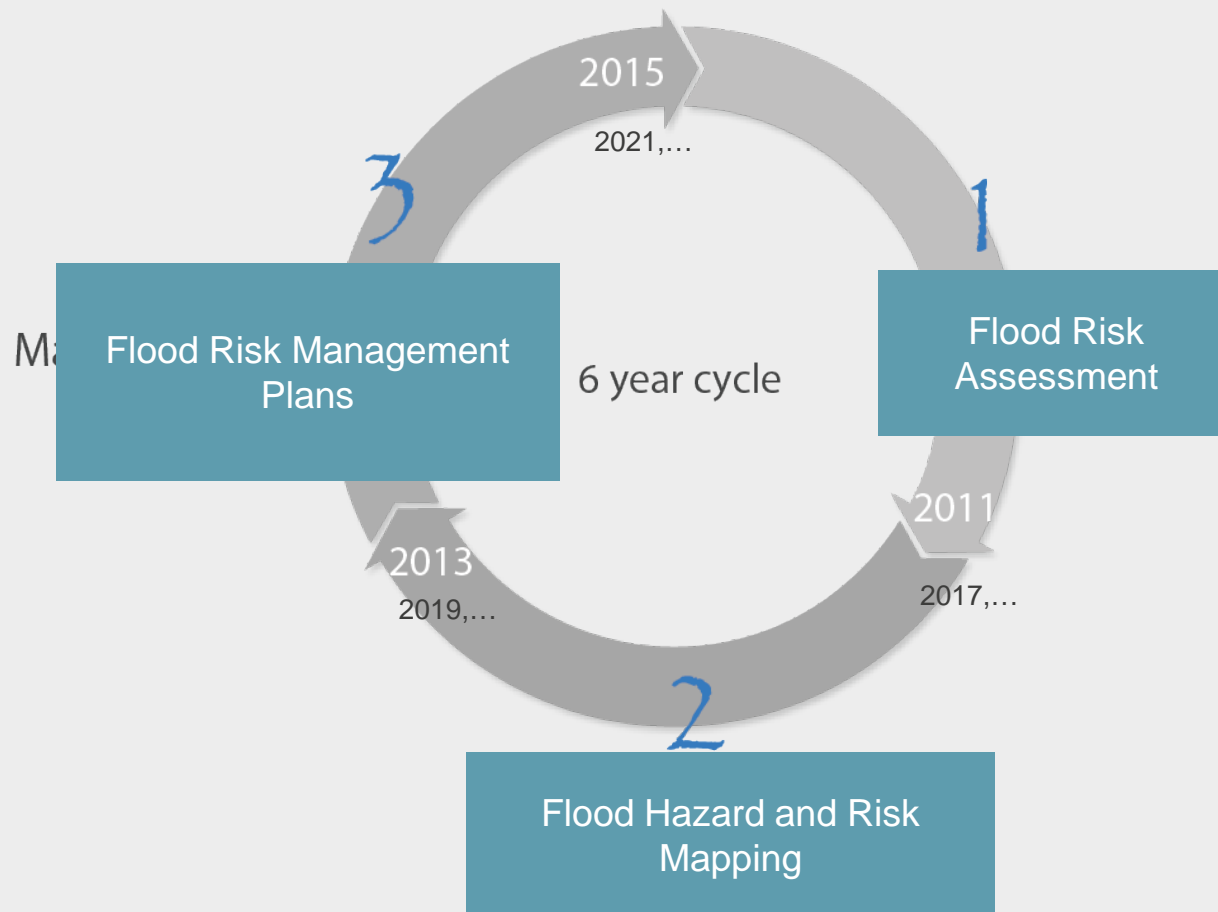 2015
2021,...
3
1
Flood Risk Management
Plans
Ma
6 year cycle
Flood Risk
Assessment
2011
2017,...
2013
2019,...
2
Flood Hazard and Risk
Mapping